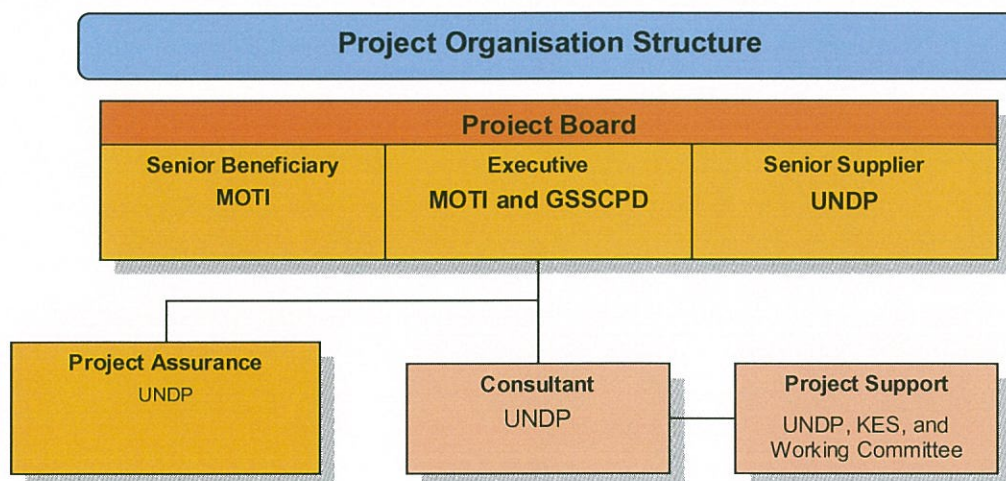 Project Organisation Structure
Project Board
Senior Beneficiary
MOTI
Executive
MOTI and GSSCPD
Senior Supplier
UNDP
Project Assurance
UNDP
Consultant
UNDP
Project Support
UNDP, KES, and
Working Committee